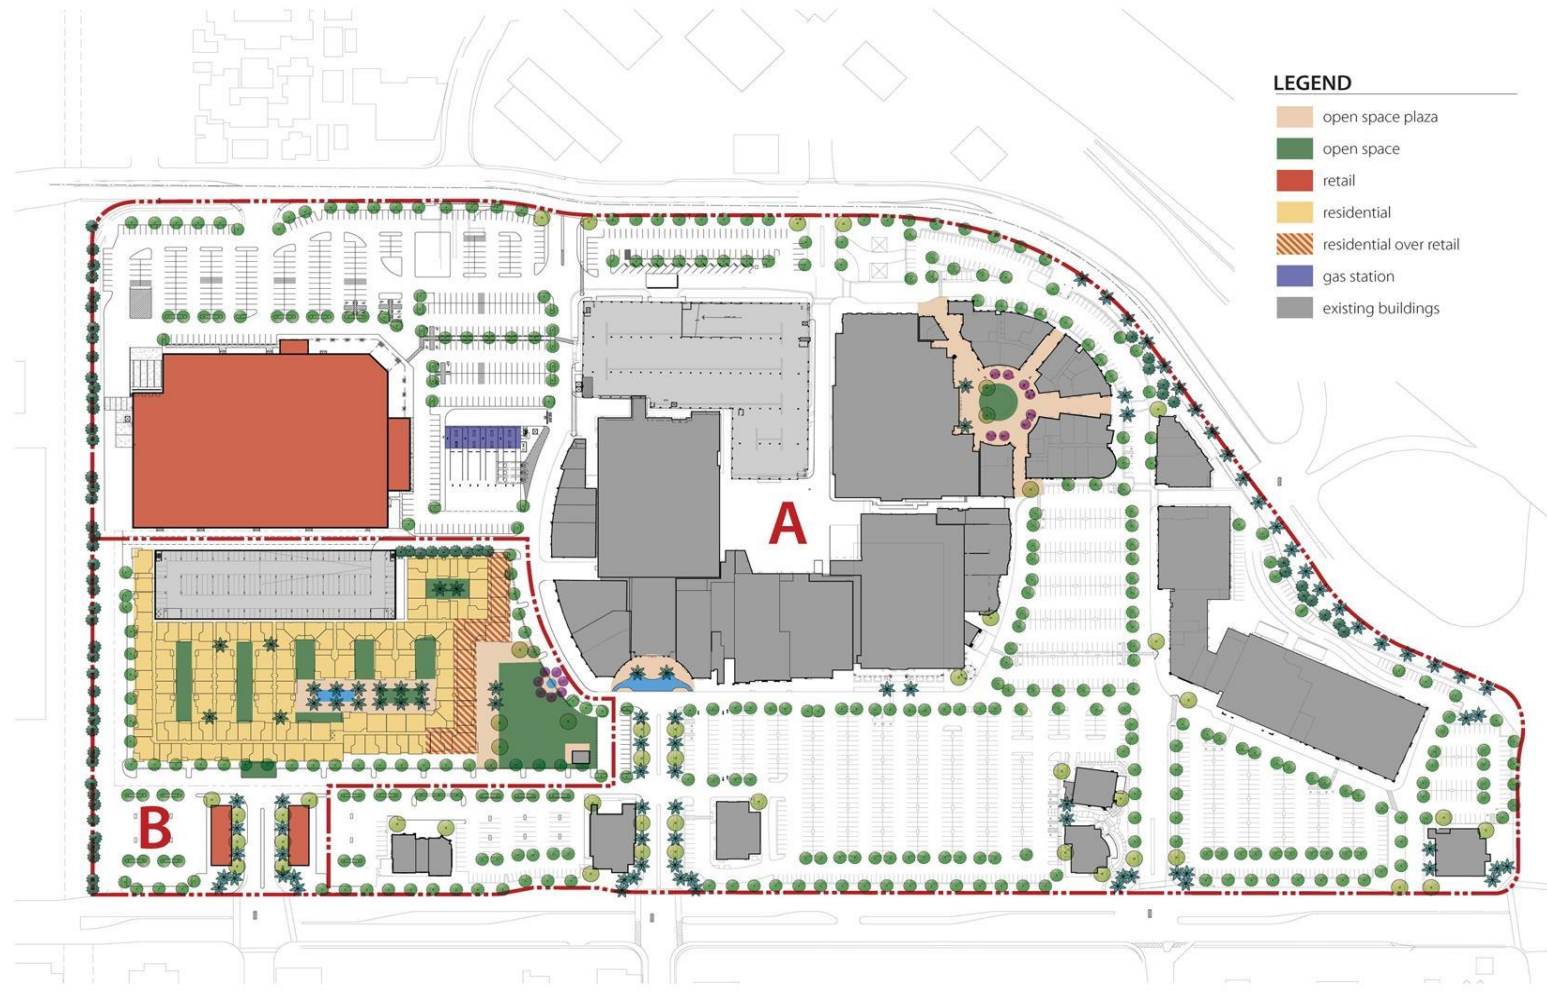 LEGEND
open space plaza
open space
retail
residential
residential over retail
gas station
existing buildings
A
B